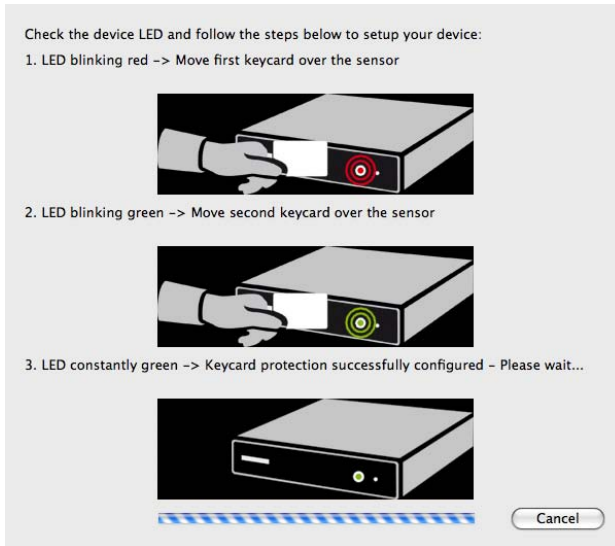 Check the device LED and follow the steps below to setup your device:
1. LED blinking red -> Move first keycard over the sensor
2. LED blinking green -> Move second keycard over the sensor
3. LED constantly green -> Keycard protection successfully configured - Please wait...
Cancel